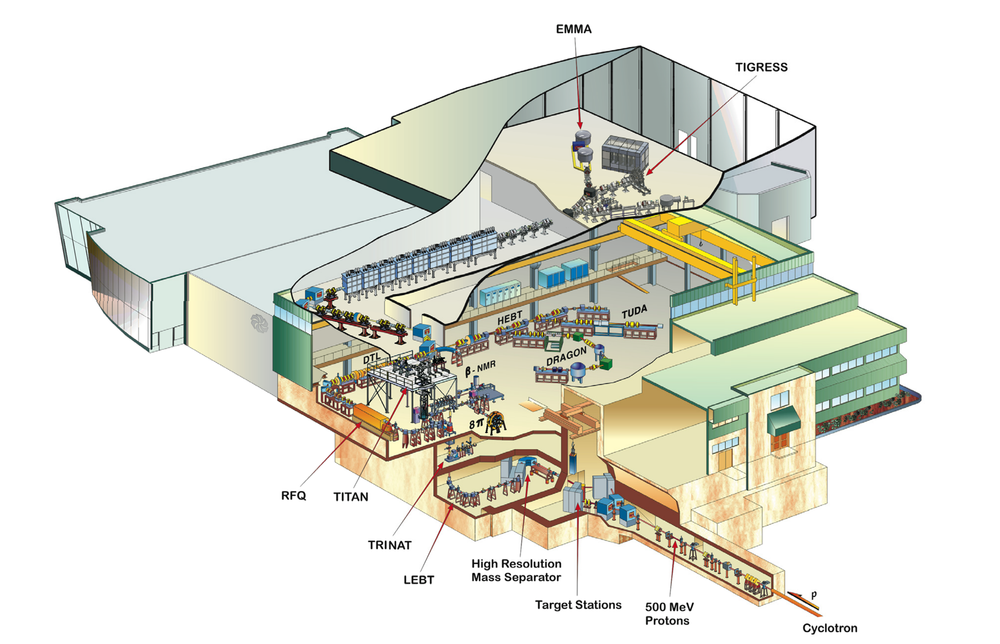 EMMA
TIGRESS
HEBT
TUDA
DTL
β - NMR
DRAGON
8π
RFQ
TITAN
TRINAT
LEBT
High Resolution
Mass Separator
Target Stations
500 MeV
Protons
p
Cyclotron